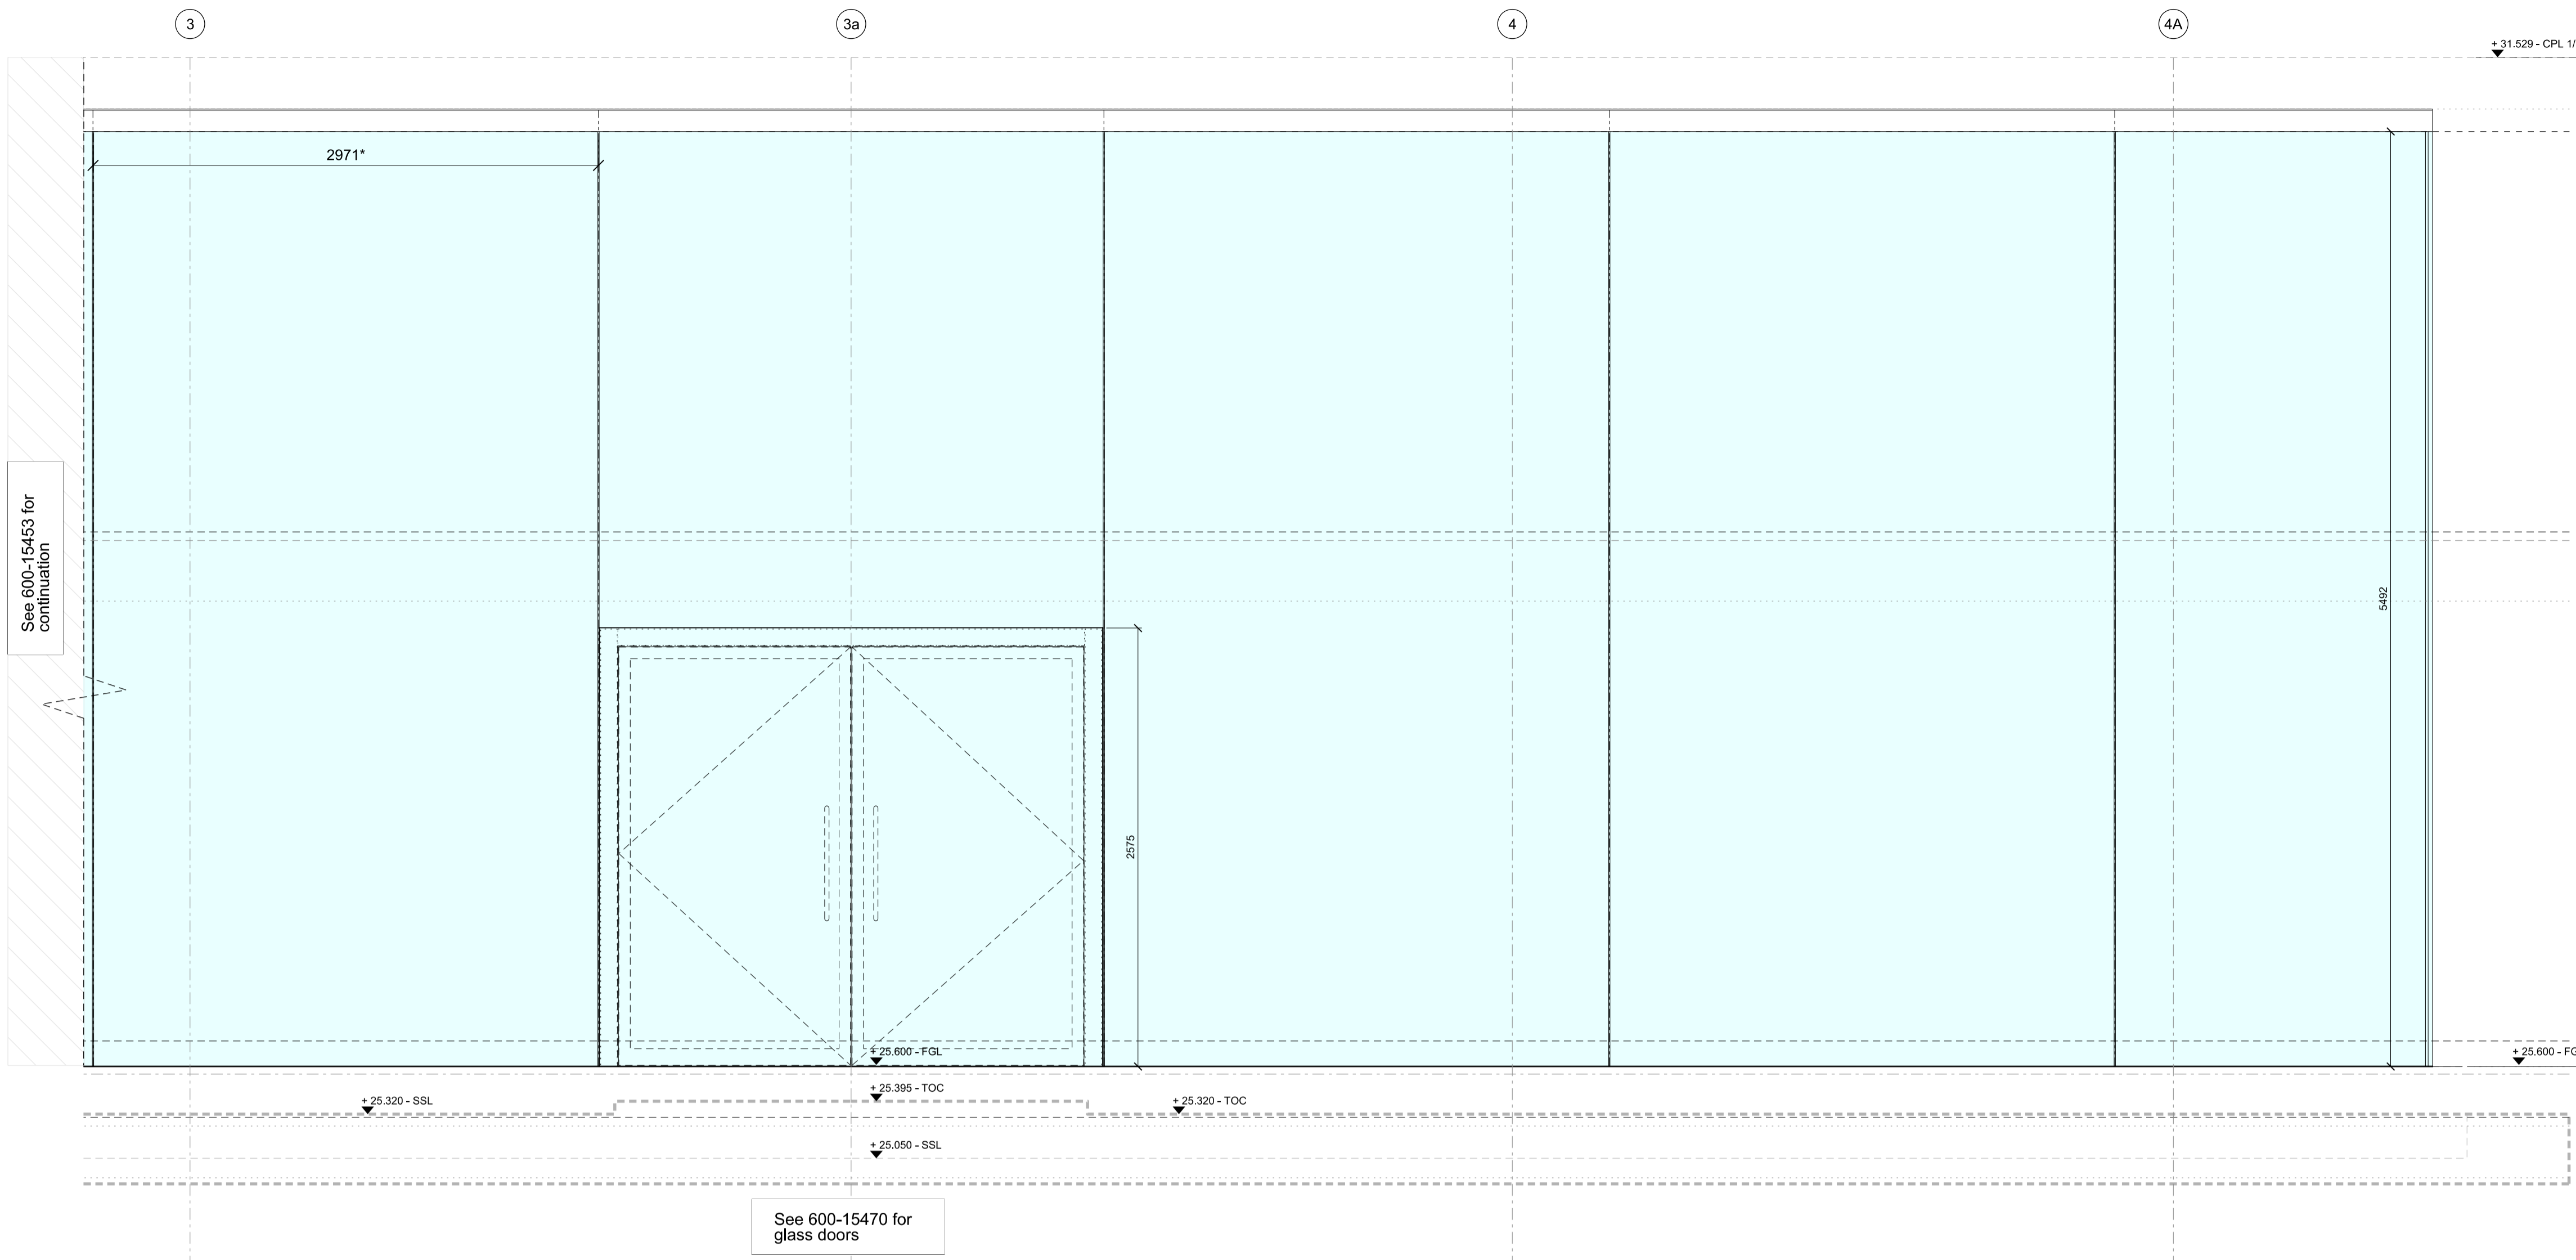 3
3a
4
4A
+ 31.529 - CPL 1/
2971*
See 600-15453 for
continuation
5492
2575
+ 25.600 - FGL
+ 25.600 - FG
+ 25.395 - TOC
+ 25.320 - SSL
+ 25.320 - TOC
+ 25.050 - SSL
See 600-15470 for
glass doors